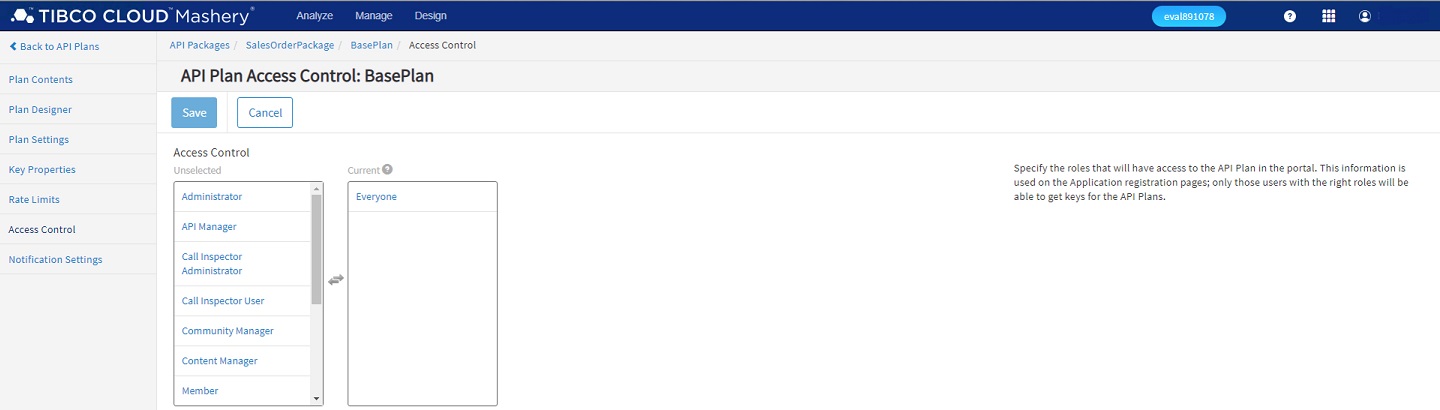 TIBCO CLOUD™ Mashery® Analyze Manage Design eval891078
Back to API Plans
API Packages / SalesOrderPackage / BasePlan / Access Control
Plan Contents
Plan Designer
Plan Settings
Key Properties
Rate Limits
Access Control
Notification Settings
API Plan Access Control: BasePlan
Save Cancel
Access Control
Unselected
Administrator
API Manager
Call Inspector
Administrator
Call Inspector User
Community Manager
Content Manager
Member
Current
Everyone
Specify the roles that will have access to the API Plan in the portal. This information is
used on the Application registration pages; only those users with the right roles will be
able to get keys for the API Plans.